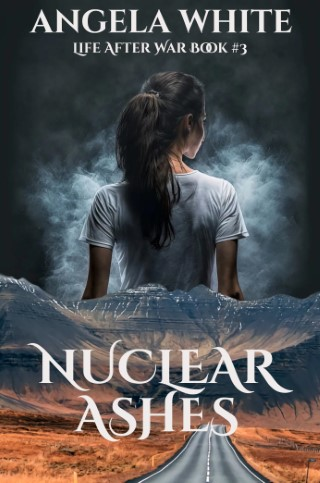 ANGELA WHITE
LIFE AFTER WAR BOOK #3
NUCLEAR
ASHES